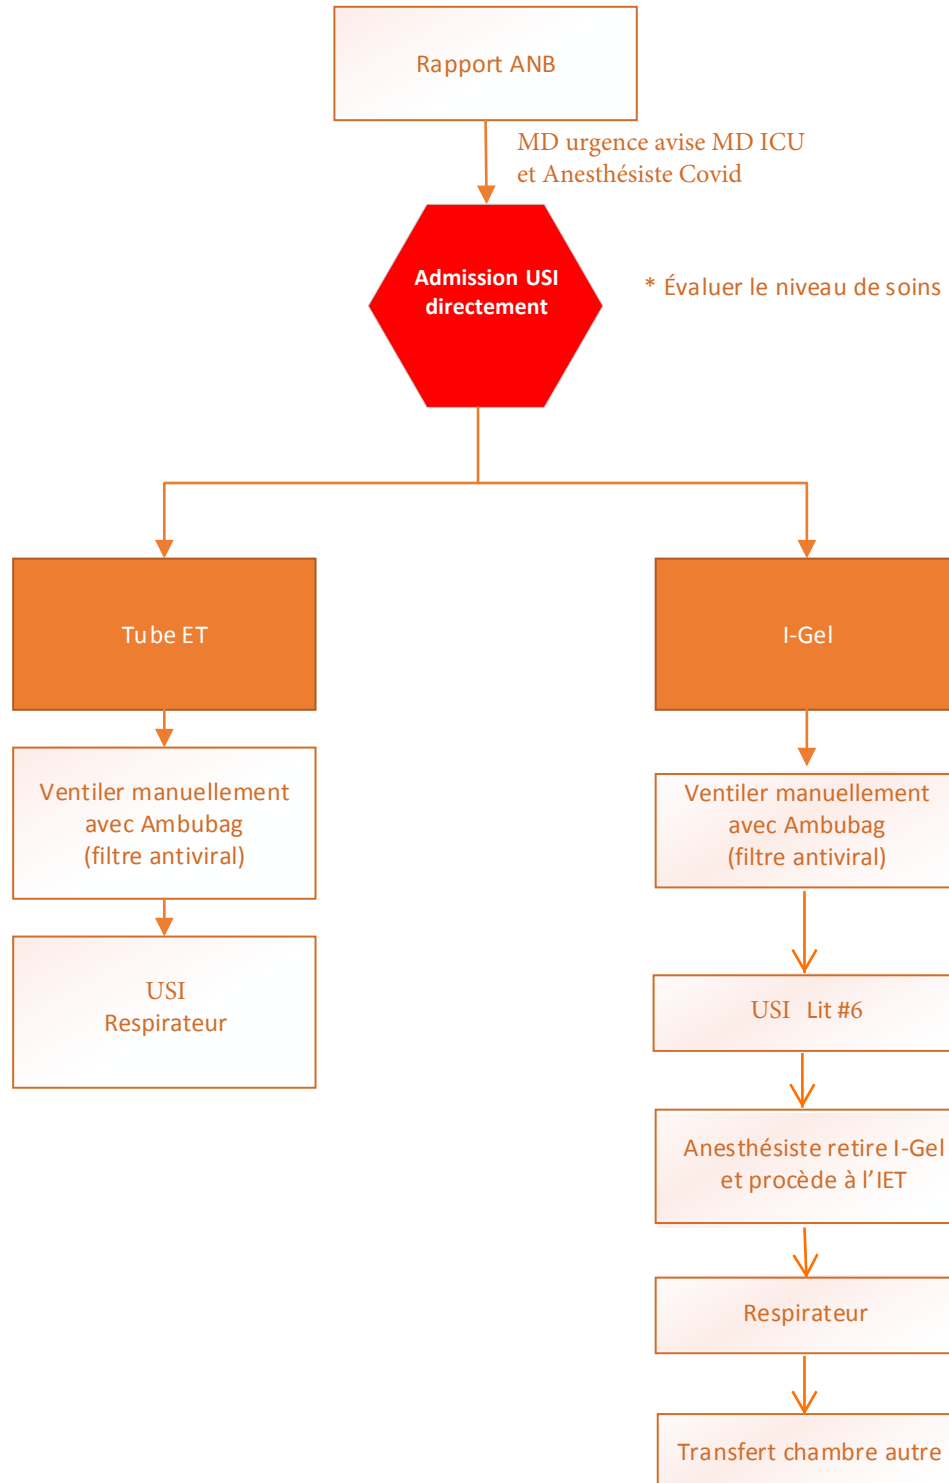 Rapport ANB
MD urgence avise MD ICU
et Anesthésiste Covid
Admission USI
directement
* Évaluer le niveau de soins
Tube ET
Ventiler manuellement
avec Ambubag
(filtre antiviral)
USI
Respirateur
I-Gel
Ventiler manuellement
avec Ambubag
(filtre antiviral)
USI Lit #6
Anesthésiste retire I-Gel
et procède à l’IET
Respirateur
Transfert chambre autre